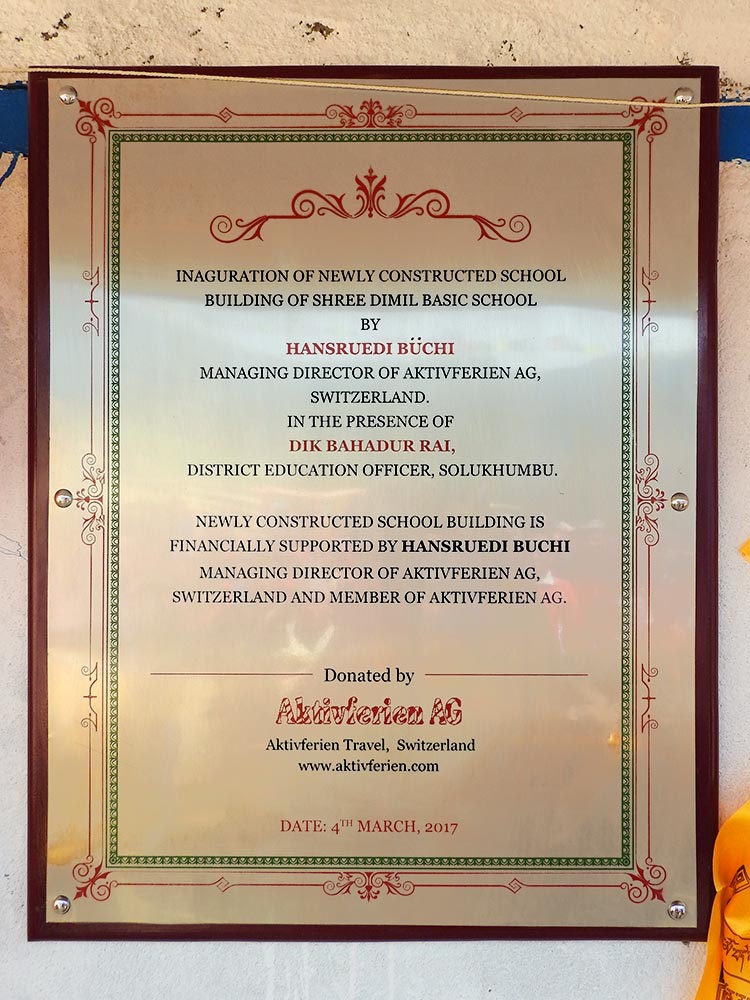 INAGURATION OF NEWLY CONSTRUCTED SCHOOL
BUILDING OF SHREE DIMIL BASIC SCHOOL
BY
HANSRUEDI BÜCHI
MANAGING DIRECTOR OF AKTIVFERIEN AG,
SWITZERLAND.
IN THE PRESENCE OF
DIK BAHADUR RAI,
DISTRICT EDUCATION OFFICER, SOLUKHUMBU.
NEWLY CONSTRUCTED SCHOOL BUILDING IS
FINANCIALLY SUPPORTED BY HANSRUEDI BUCHI
MANAGING DIRECTOR OF AKTIVFERIEN AG,
SWITZERLAND AND MEMBER OF AKTIVFERIEN AG.
Donated by
Aktivferien AG
Aktivferien Travel, Switzerland
www.aktivferien.com
DATE: 4TH MARCH, 2017